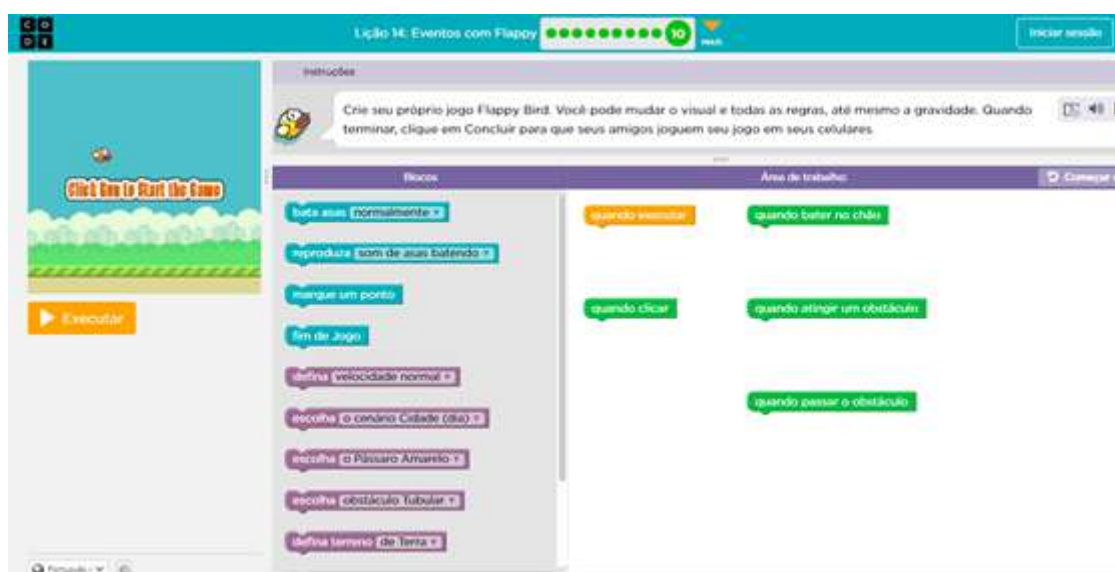 C O
D E
Lição 14: Eventos com Flappy
10
MAIS
Iniciar sessão
Instruções
Crie seu próprio jogo Flappy Bird. Você pode mudar o visual e todas as regras, até mesmo a gravidade. Quando
terminar, clique em Concluir para que seus amigos joguem seu jogo em seus celulares.
Click Run to Start the Game
Executar
Blocos
Área de trabalho:
Começar
bata asas normalmente
reproduza som de asas batendo
marque um ponto
fim de Jogo
defina velocidade normal
escolha o cenário Cidade (dia)
escolha o Pássaro Amarelo
escolha obstáculo Tubular
defina terreno de Terra
quando executar
quando bater no chão
quando clicar
quando atingir um obstáculo
quando passar o obstáculo
Português